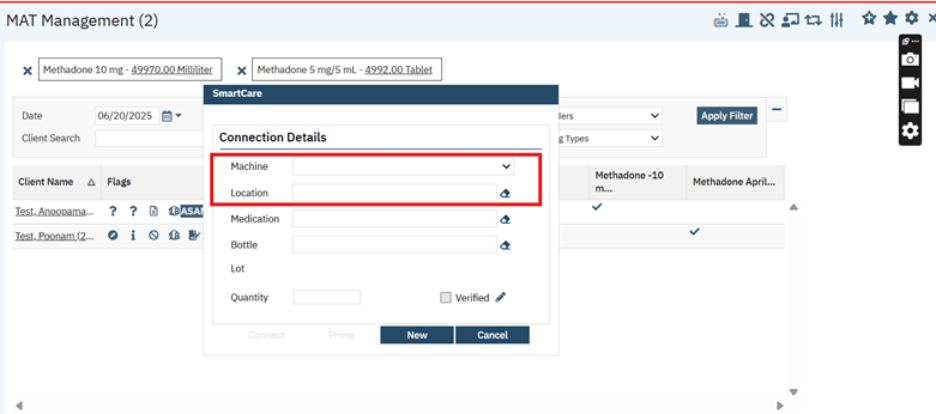 MAT Management (2)
Methadone 10 mg - 49970.00 Milliliter
Methadone 5 mg/5 mL - 4992.00 Tablet
SmartCare
Date 06/20/2025
ders
Apply Filter
Client Search
g Types
Connection Details
Machine
Location
Medication
Bottle
Lot
Quantity
Verified
Connect Prime New Cancel
Client Name Flags
Methadone -10 m...
Methadone April...
Test, Anoopama...
ASAM
Test, Poonam (2...